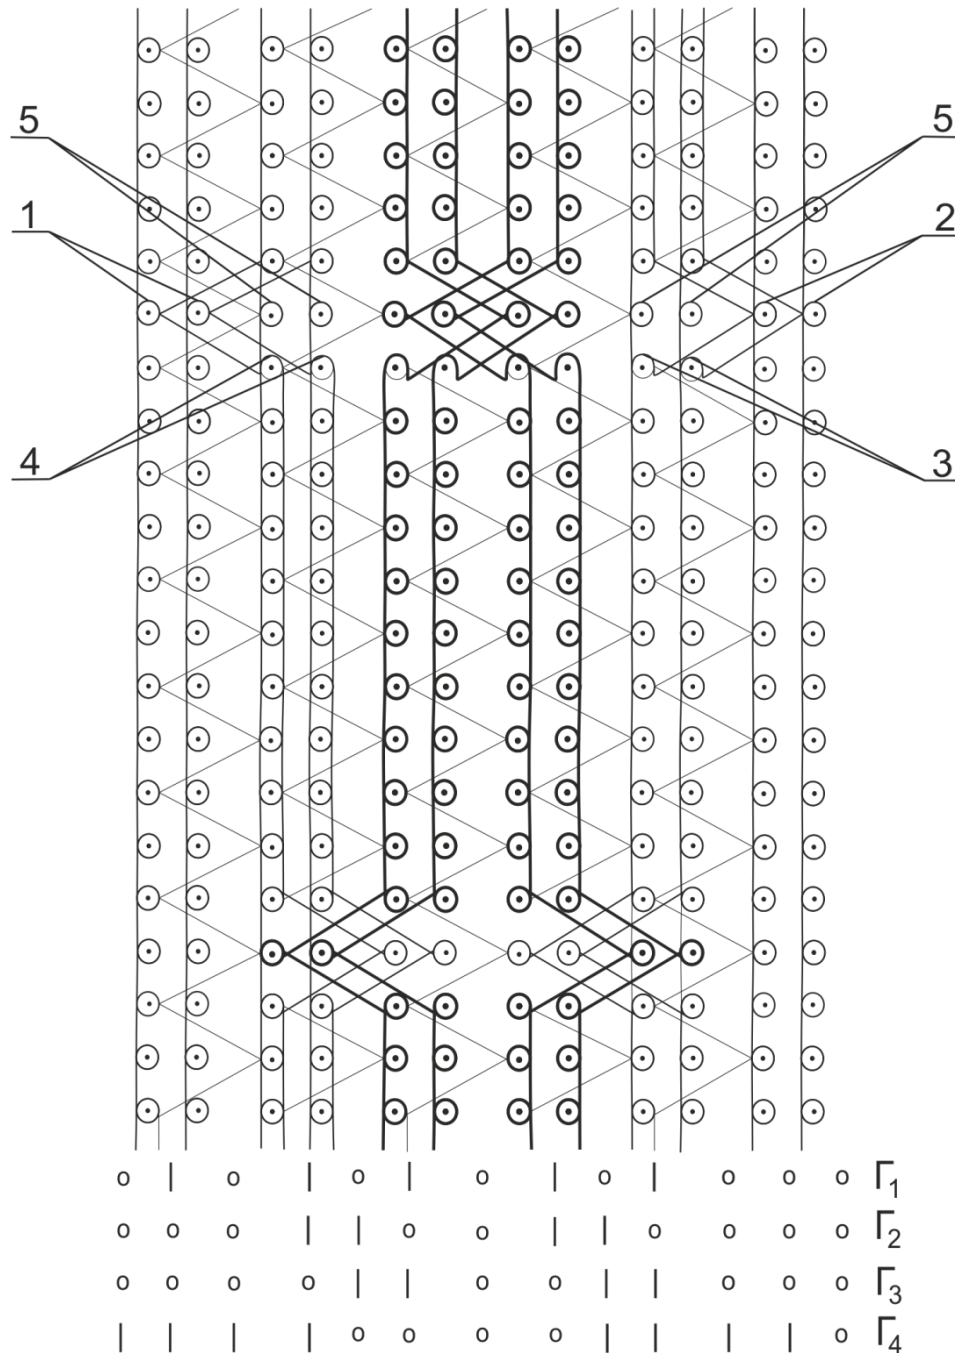 5 5
1 2
4 3
o | o | o | o | o | o o o Γ₁
o o o | | o o | | o o o o Γ₂
o o o o | | o o | | o o o Γ₃
| | | | o o o o | | | | o Γ₄